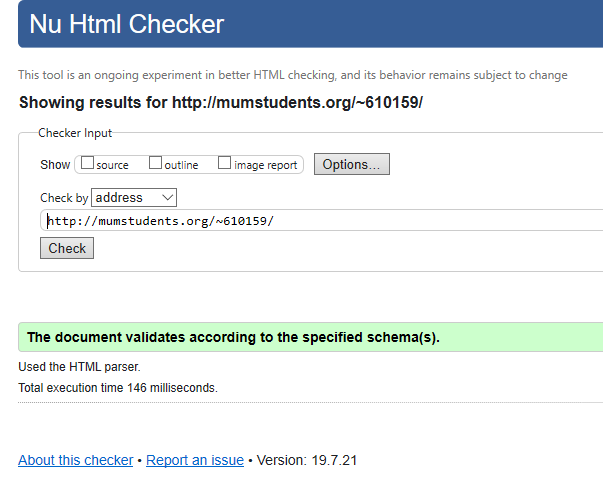 Nu Html Checker
This tool is an ongoing experiment in better HTML checking, and its behavior remains subject to change
Showing results for http://mumstudents.org/~610159/
Checker Input
Show source outline image report Options...
Check by address
http://mumstudents.org/~610159/
Check
The document validates according to the specified schema(s).
Used the HTML parser.
Total execution time 146 milliseconds.
About this checker • Report an issue • Version: 19.7.21